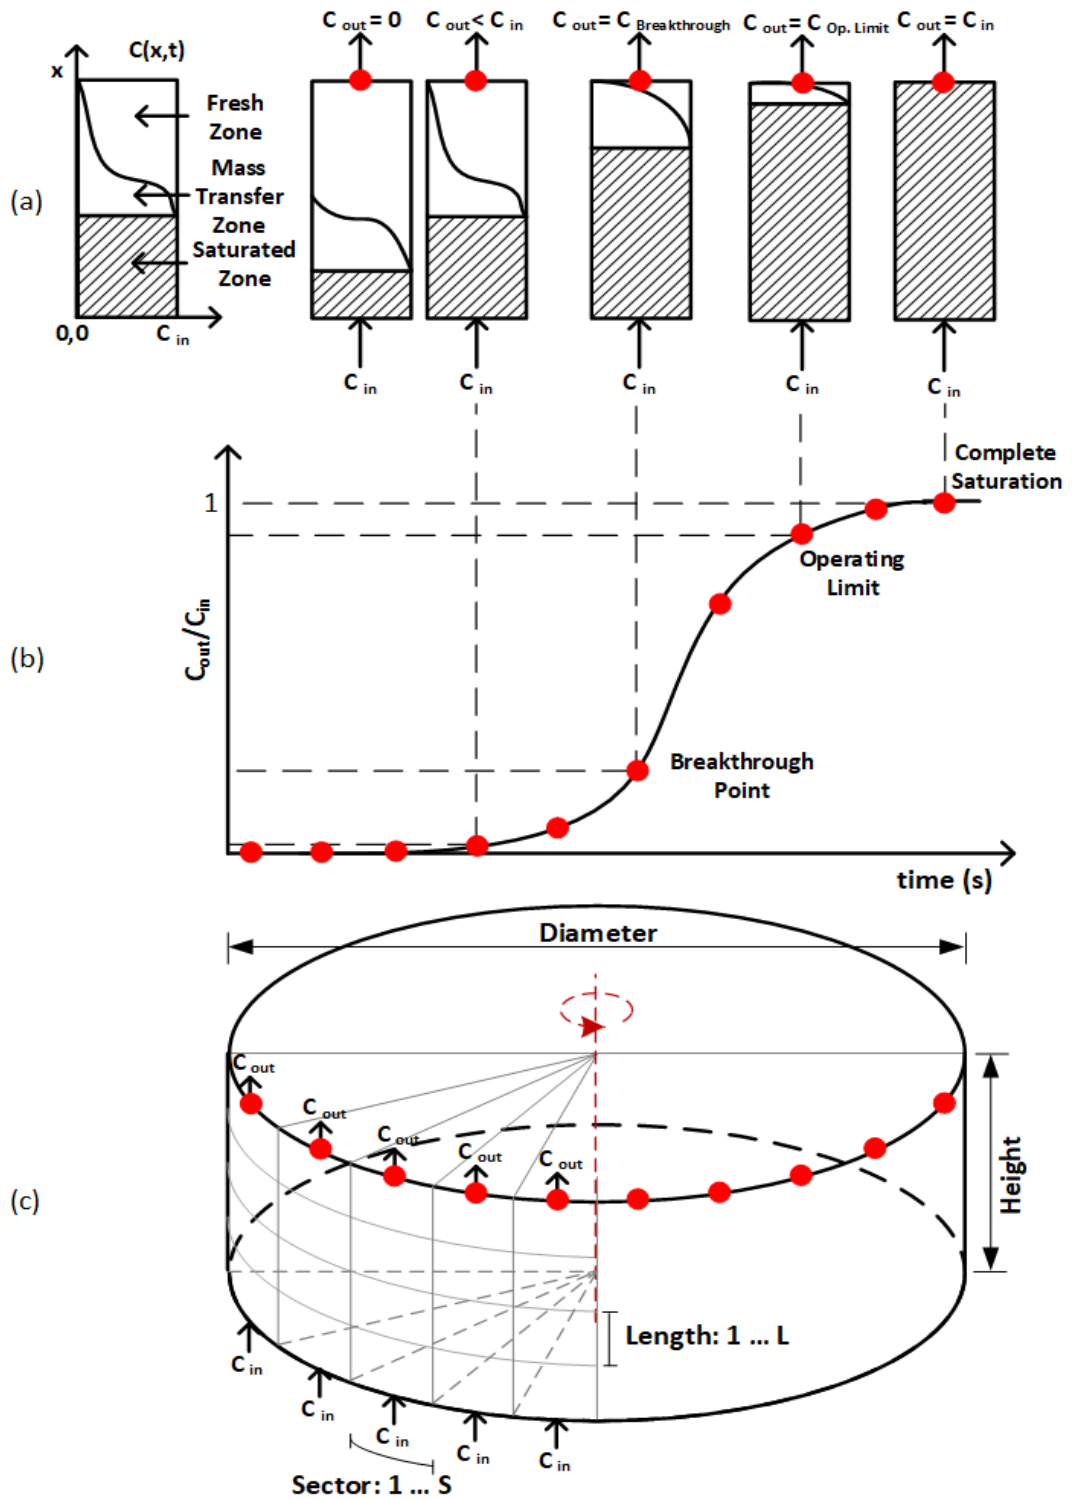 C out = 0
C out < C in
C out = C Breakthrough
C out = C Op. Limit
C out = C in
x
C(x,t)
Fresh
Zone
Mass
Transfer
Zone
Saturated
Zone
(a)
0,0
C in
C in
C in
C in
C in
C in
1
Complete
Saturation
Operating
Limit
Cout/Cin
(b)
Breakthrough
Point
time (s)
Diameter
C out
C out
C out
C out
C out
(c)
Height
Length: 1 ... L
C in
C in
C in
C in
C in
Sector: 1 ... S